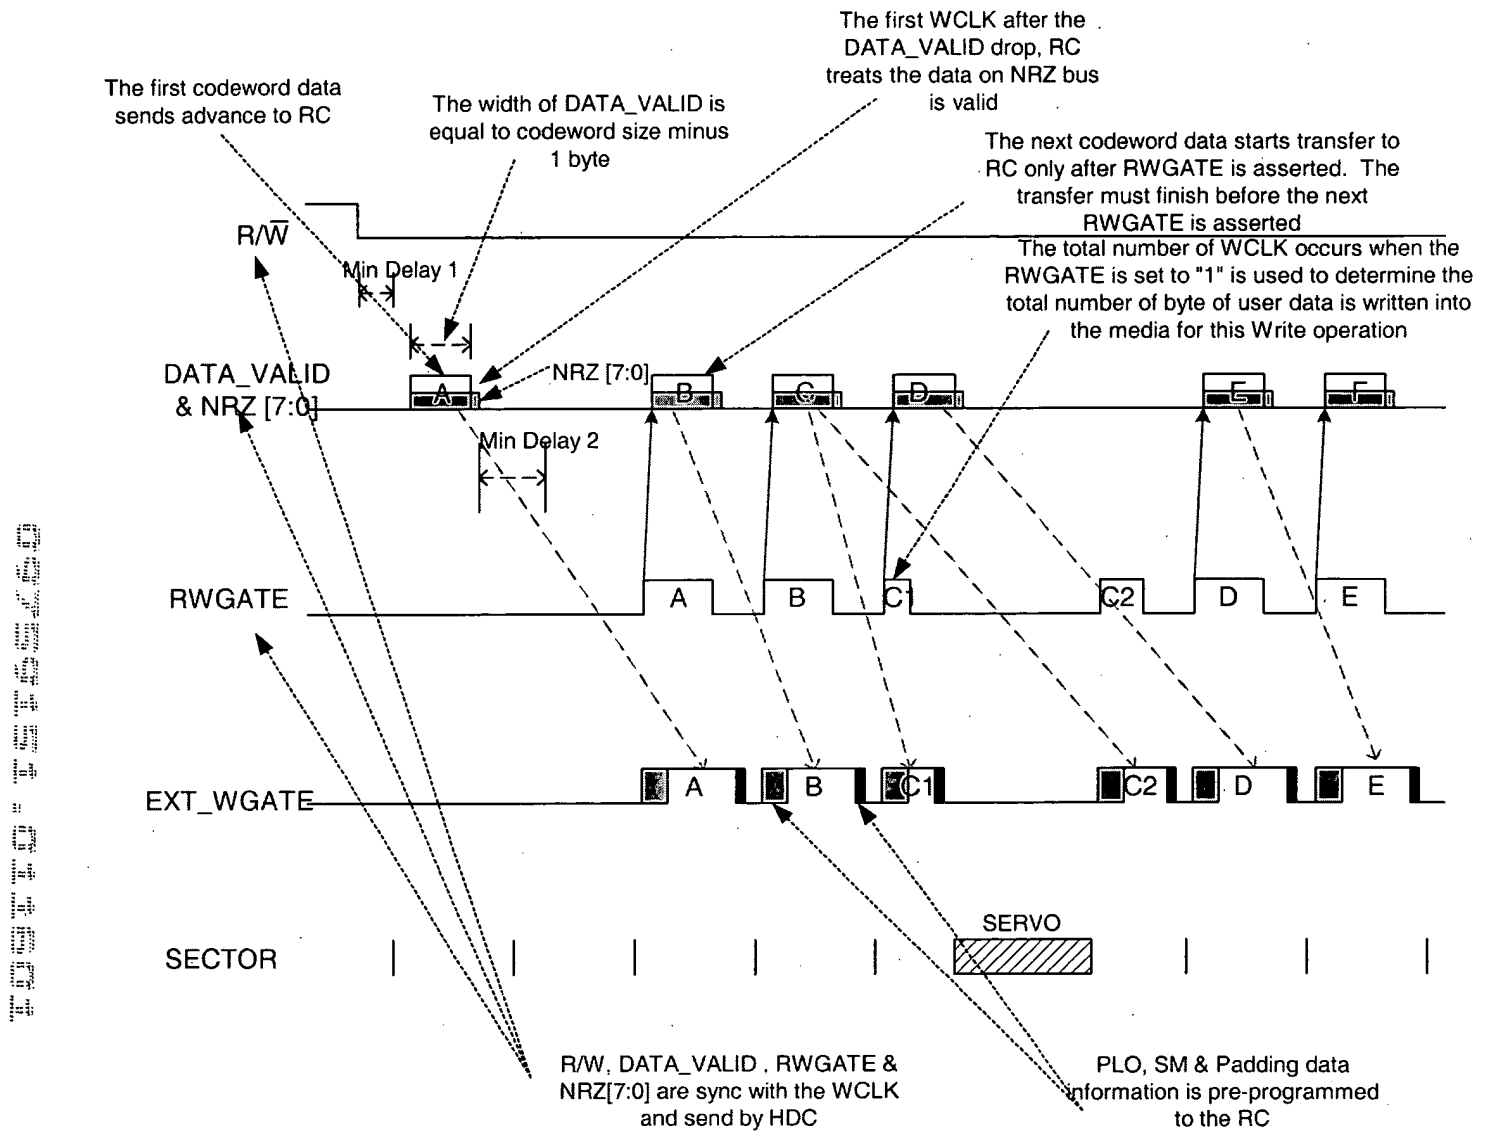 The first WCLK after the
DATA_VALID drop, RC
treats the data on NRZ bus
is valid
The first codeword data
sends advance to RC
The width of DATA_VALID is
equal to codeword size minus
1 byte
The next codeword data starts transfer to
RC only after RWGATE is asserted. The
transfer must finish before the next
RWGATE is asserted
R/W̅
The total number of WCLK occurs when the
RWGATE is set to "1" is used to determine the
total number of byte of user data is written into
the media for this Write operation
Min Delay 1
DATA_VALID
& NRZ [7:0]
NRZ [7:0]
A B C D E F
Min Delay 2
RWGATE
A B C1 C2 D E
EXT_WGATE
A B C1 C2 D E
SERVO
SECTOR
R/W, DATA_VALID , RWGATE &
NRZ[7:0] are sync with the WCLK
and send by HDC
PLO, SM & Padding data
information is pre-programmed
to the RC